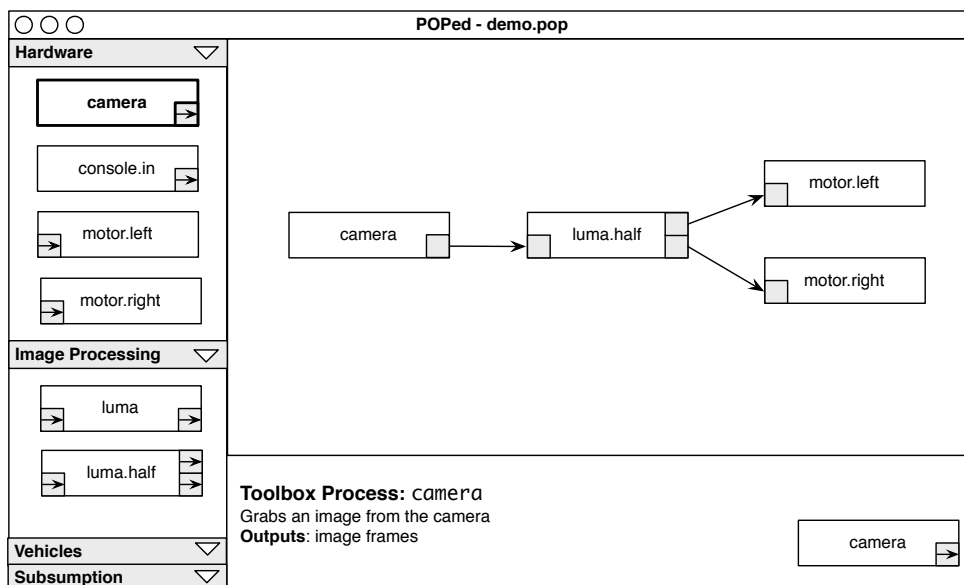 POPed - demo.pop
Hardware
camera
console.in
motor.left
motor.right
Image Processing
luma
luma.half
Vehicles
Subsumption
camera
luma.half
motor.left
motor.right
Toolbox Process: camera
Grabs an image from the camera
Outputs: image frames
camera